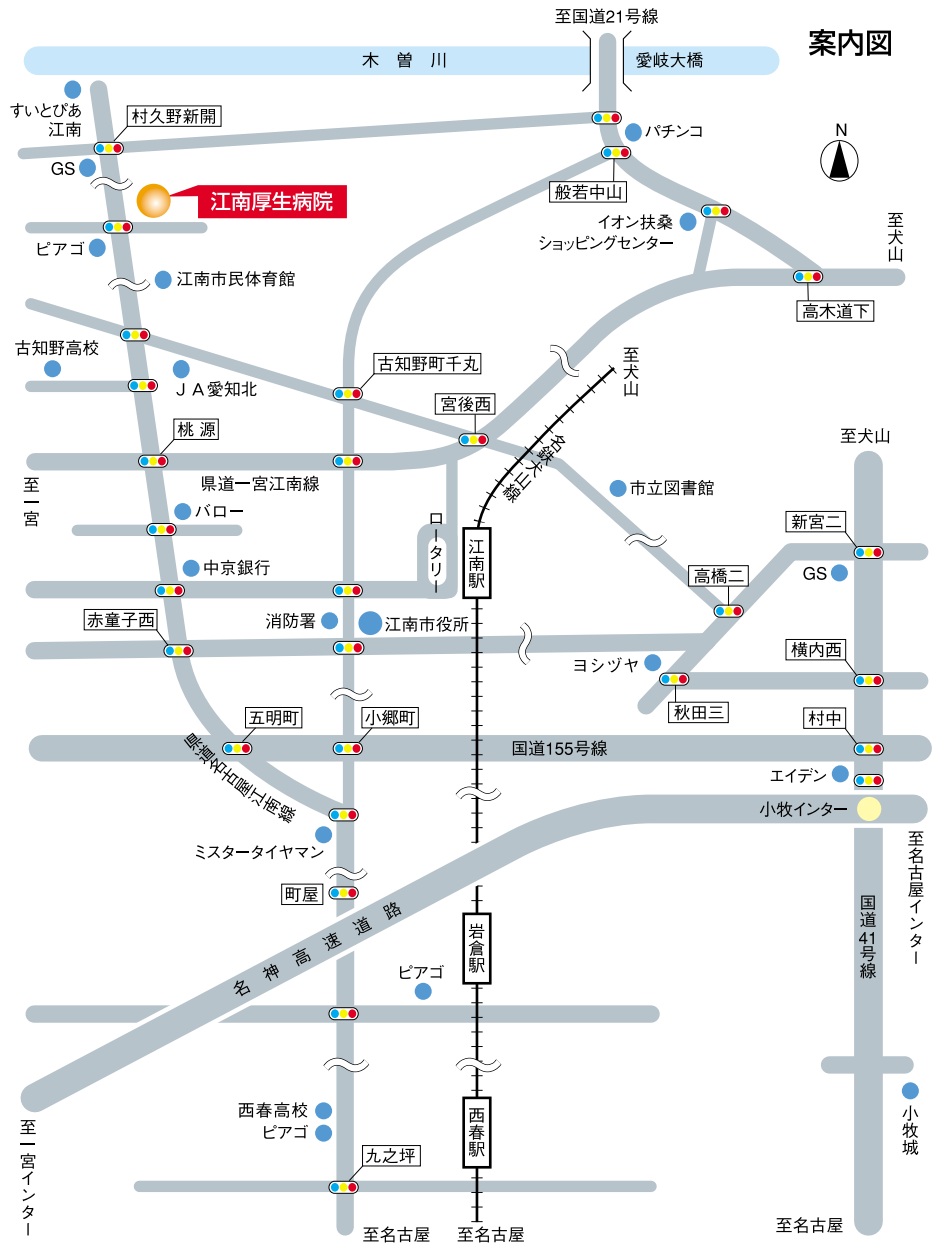 案内図
至国道21号線
木曽川
愛岐大橋
すいとぴあ
江南
村久野新開
パチンコ
N
GS
江南厚生病院
般若中山
イオン扶桑
ショッピングセンター
至犬山
ピアゴ
江南市民体育館
高木道下
古知野高校
JA愛知北
古知野町千丸
至犬山
宮後西
桃源
名鉄犬山線
至犬山
至一宮
県道一宮江南線
市立図書館
バロー
ロータリー
江南駅
新宮二
中京銀行
高橋二
GS
赤童子西
消防署
江南市役所
ヨシヅヤ
横内西
秋田三
五明町
小郷町
村中
国道155号線
県道名古屋江南線
エイデン
小牧インター
ミスタータイヤマン
至名古屋インター
町屋
国道41号線
名神高速道路
岩倉駅
ピアゴ
西春高校
ピアゴ
西春駅
小牧城
至一宮インター
九之坪
至名古屋
至名古屋
至名古屋